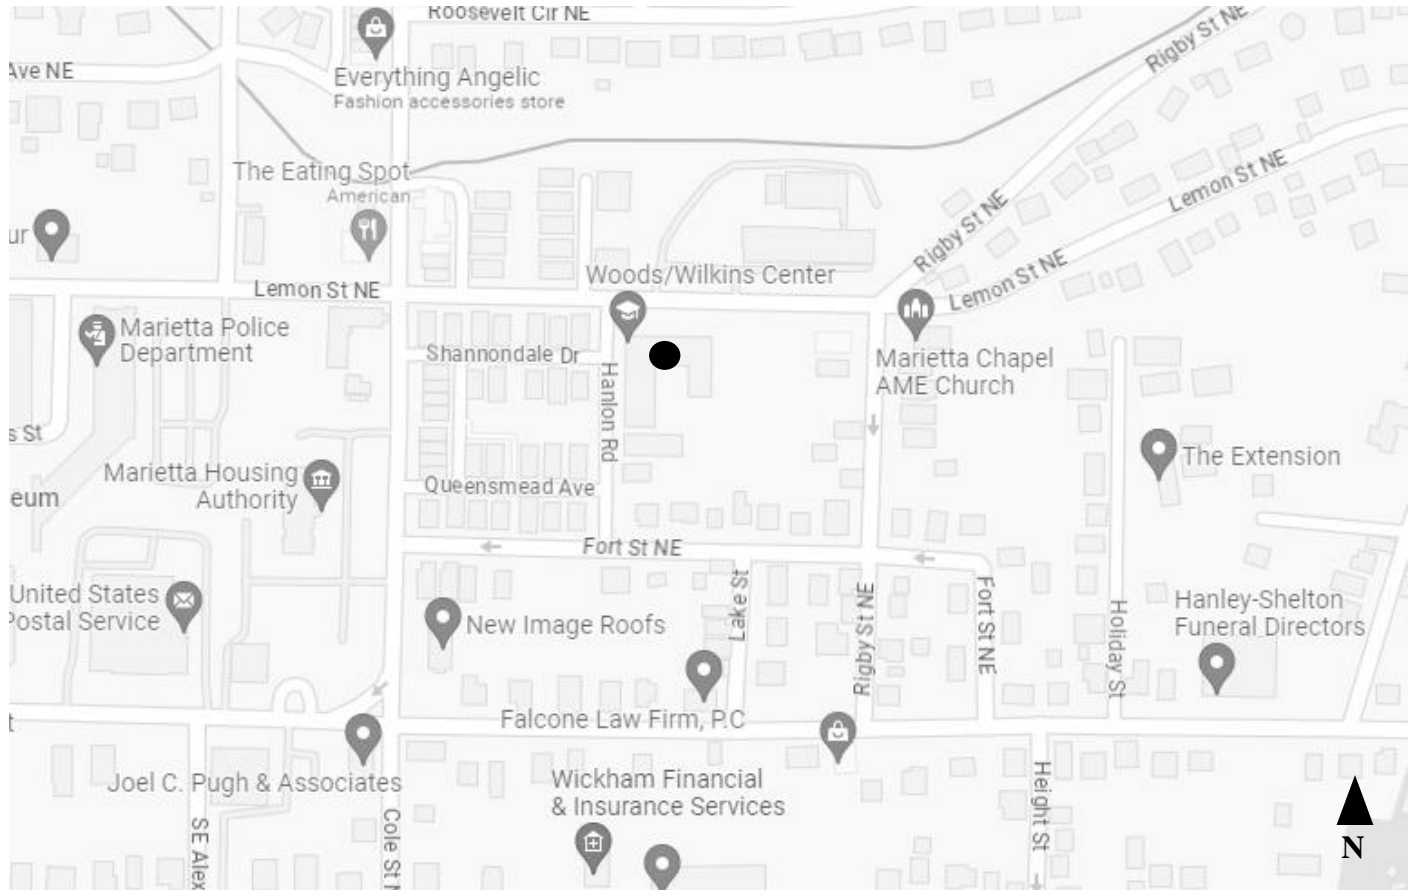 Roosevelt Cir NE
Rigby St NE
Ave NE
Everything Angelic
Fashion accessories store
The Eating Spot
American
Lemon St NE
Rigby St NE
ur
Woods/Wilkins Center
Lemon St NE
Lemon St NE
Marietta Police
Department
Shannondale Dr
Marietta Chapel
AME Church
Hanlon Rd
s St
Marietta Housing
Authority
The Extension
eum
Queensmead Ave
Fort St NE
United States
Postal Service
New Image Roofs
Lake St
Rigby St NE
Fort St NE
Holiday St
Hanley-Shelton
Funeral Directors
t
Falcone Law Firm, P.C
Joel C. Pugh & Associates
Wickham Financial
& Insurance Services
Height St
SE Alex
Cole St N
N